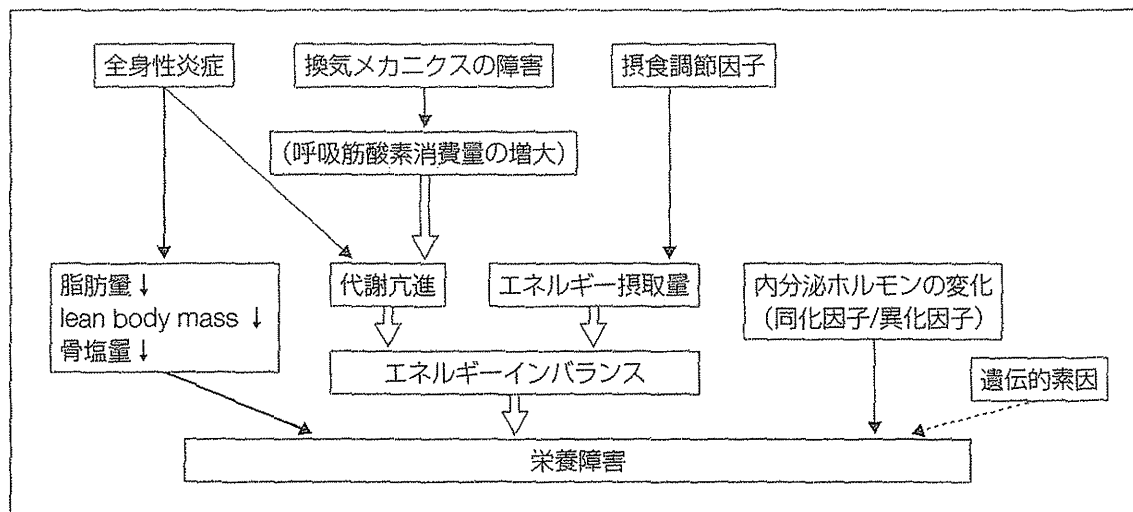 全身性炎症
換気メカニクスの障害
摂食調節因子
（呼吸筋酸素消費量の増大）
脂肪量↓
lean body mass ↓
骨塩量↓
代謝亢進
エネルギー摂取量
内分泌ホルモンの変化
（同化因子/異化因子）
エネルギーインバランス
遺伝的素因
栄養障害